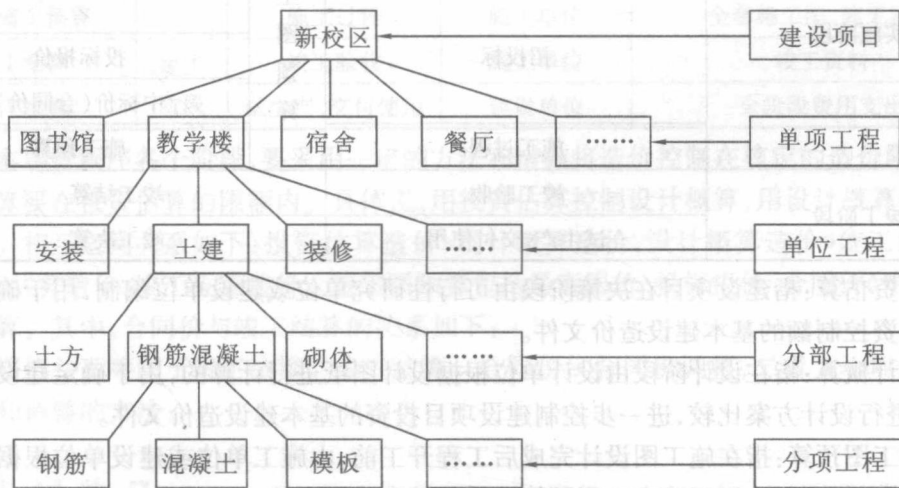 新校区 建设项目
图书馆 教学楼 宿舍 餐厅 …… 单项工程
安装 土建 装修 …… 单位工程
土方 钢筋混凝土 砌体 …… 分部工程
钢筋 混凝土 模板 …… 分项工程